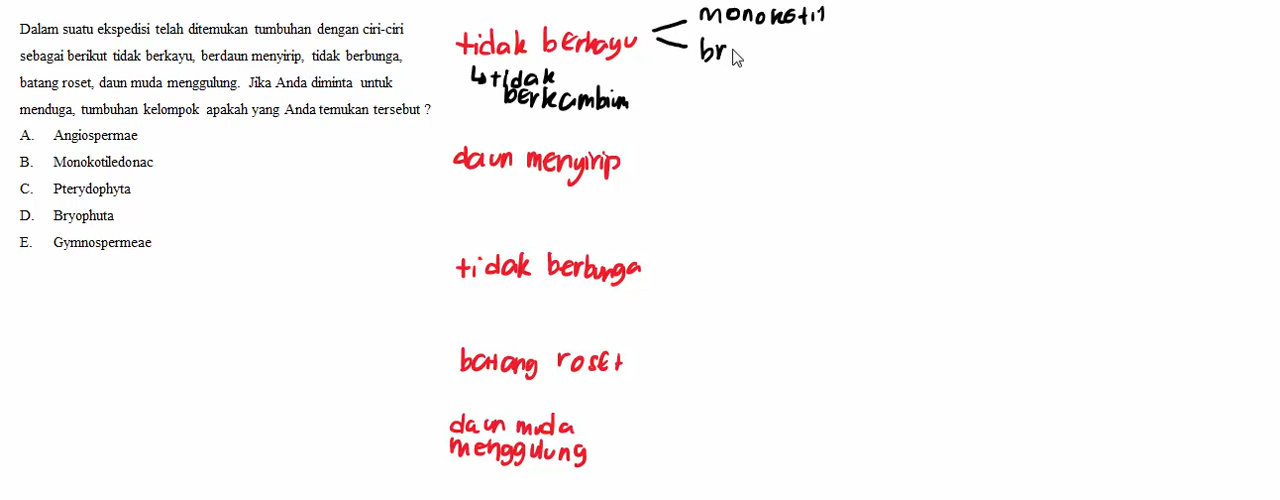 Dalam suatu ekspedisi telah ditemukan tumbuhan dengan ciri-ciri
sebagai berikut tidak berkayu, berdaun menyirip, tidak berbunga,
batang roset, daun muda menggulung. Jika Anda diminta untuk
menduga, tumbuhan kelompok apakah yang Anda temukan tersebut ?
A. Angiospermae
B. Monokotiledonac
C. Pterydophyta
D. Bryophuta
E. Gymnospermeae
tidak berkayu
monokotil
br
↳ tidak
berkambium
daun menyirip
tidak berbunga
batang roset
daun muda
menggulung